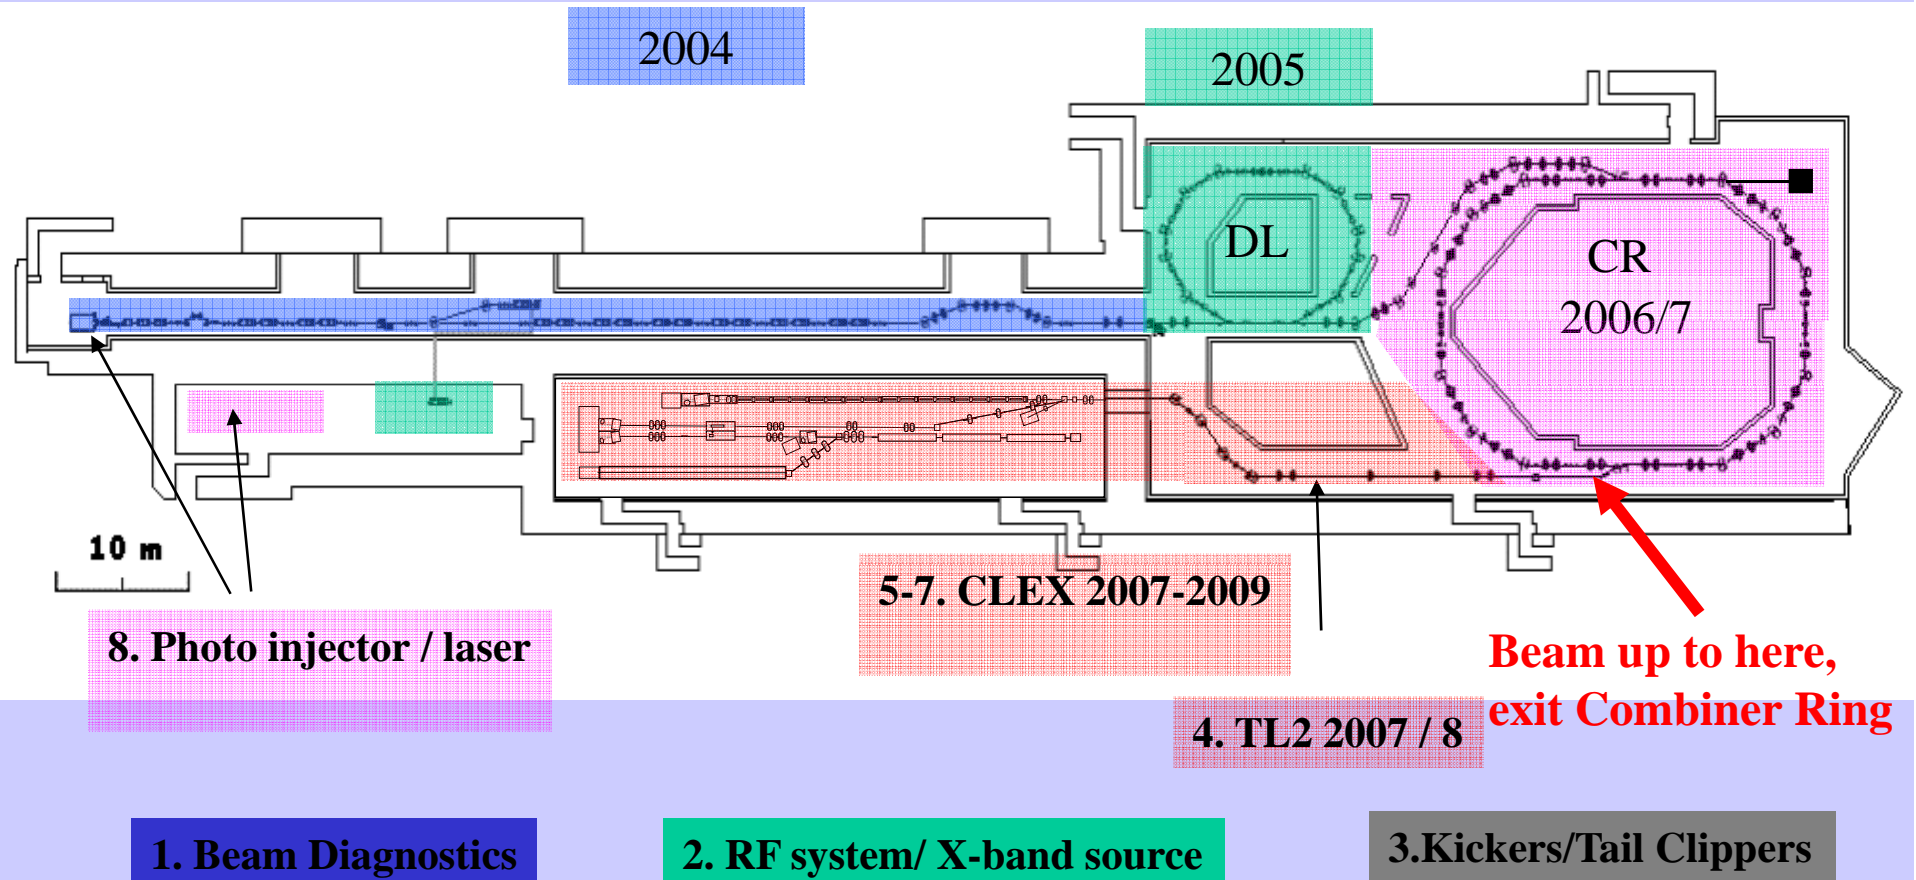 2004
2005
DL
CR
2006/7
10 m
5-7. CLEX 2007-2009
8. Photo injector / laser
Beam up to here,
exit Combiner Ring
4. TL2 2007 / 8
1. Beam Diagnostics
2. RF system/ X-band source
3.Kickers/Tail Clippers